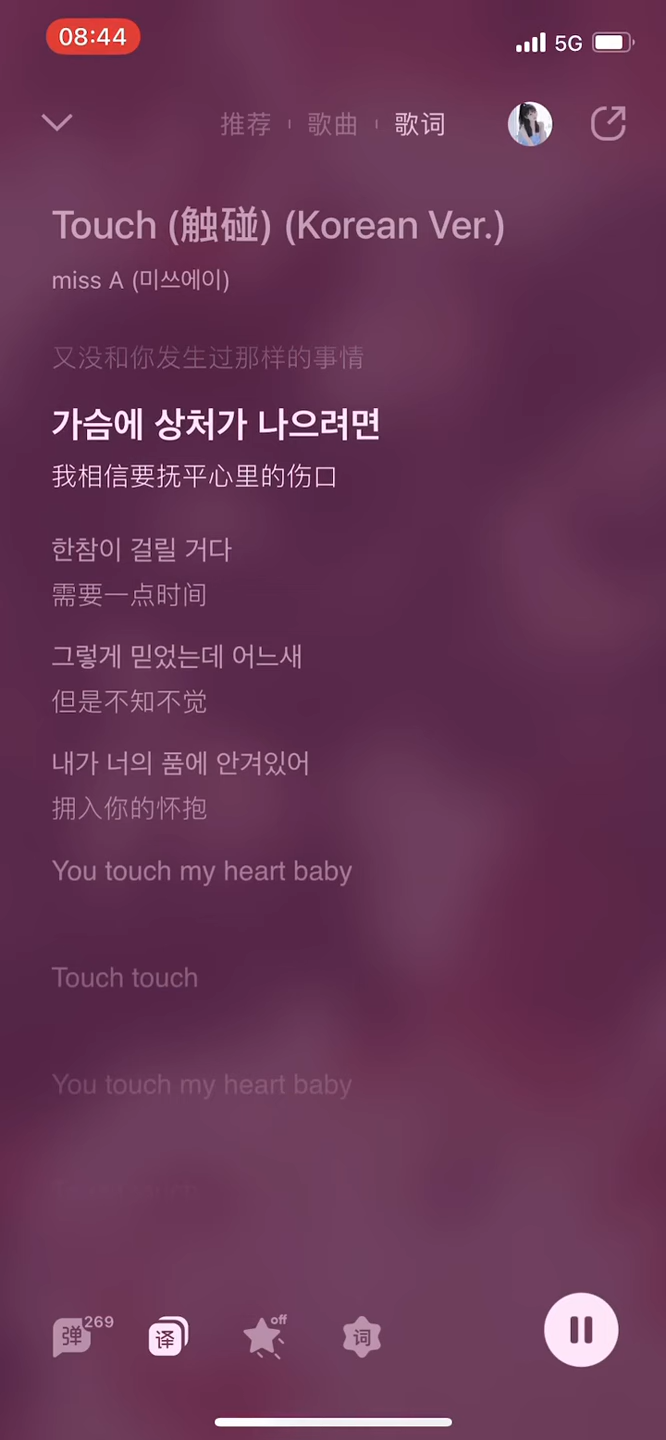 08:44
5G
推荐
歌曲
歌词
Touch (触碰) (Korean Ver.)
miss A (미쓰에이)
又没和你发生过那样的事情
가슴에 상처가 나으려면
我相信要抚平心里的伤口
한참이 걸릴 거다
需要一点时间
그렇게 믿었는데 어느새
但是不知不觉
내가 너의 품에 안겨있어
拥入你的怀抱
You touch my heart baby
Touch touch
You touch my heart baby
弹 269
译
off
词